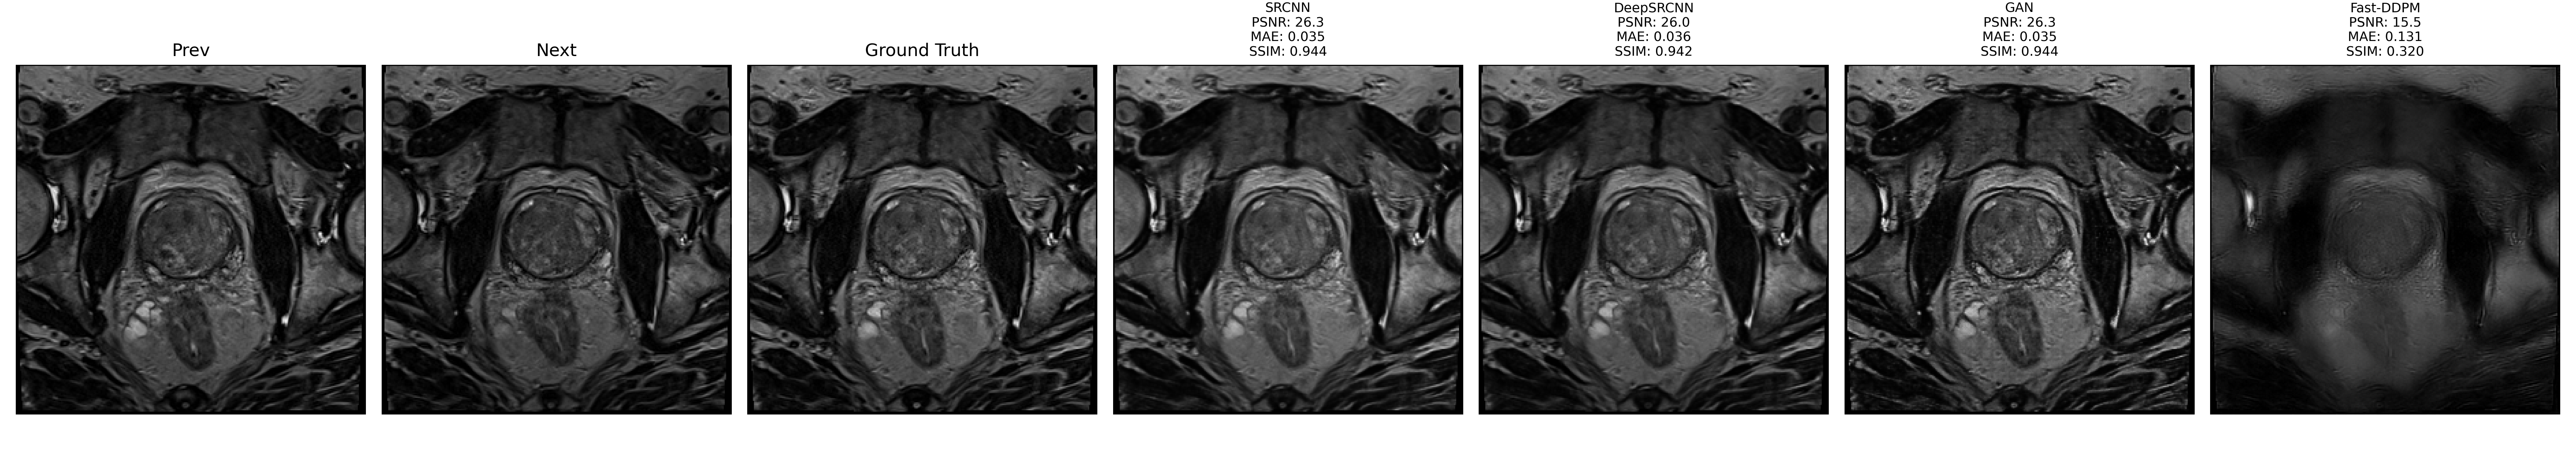 Prev
Next
Ground Truth
SRCNN
PSNR: 26.3
MAE: 0.035
SSIM: 0.944
DeepSRCNN
PSNR: 26.0
MAE: 0.036
SSIM: 0.942
GAN
PSNR: 26.3
MAE: 0.035
SSIM: 0.944
Fast-DDPM
PSNR: 15.5
MAE: 0.131
SSIM: 0.320